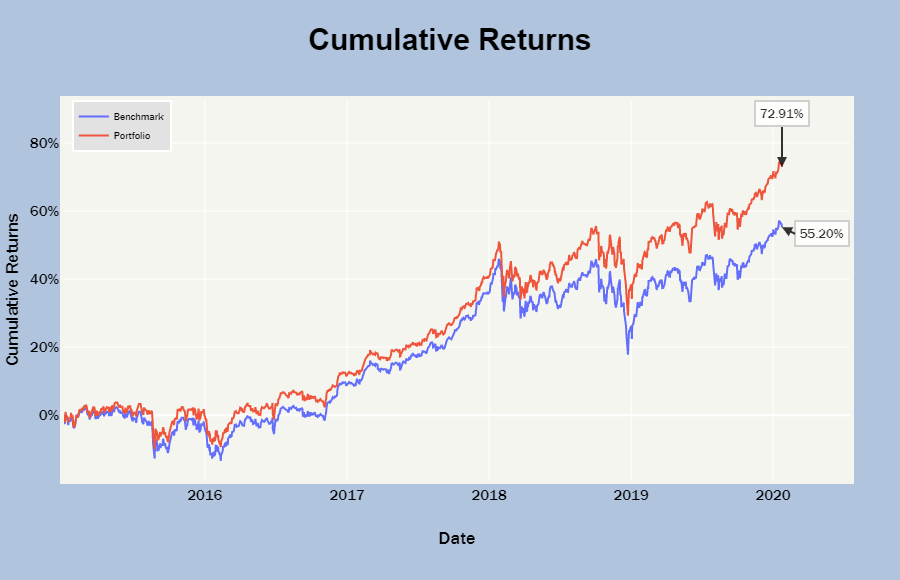 Cumulative Returns
Benchmark
Portfolio
72.91%
55.20%
80%
60%
40%
20%
0%
Cumulative Returns
2016
2017
2018
2019
2020
Date